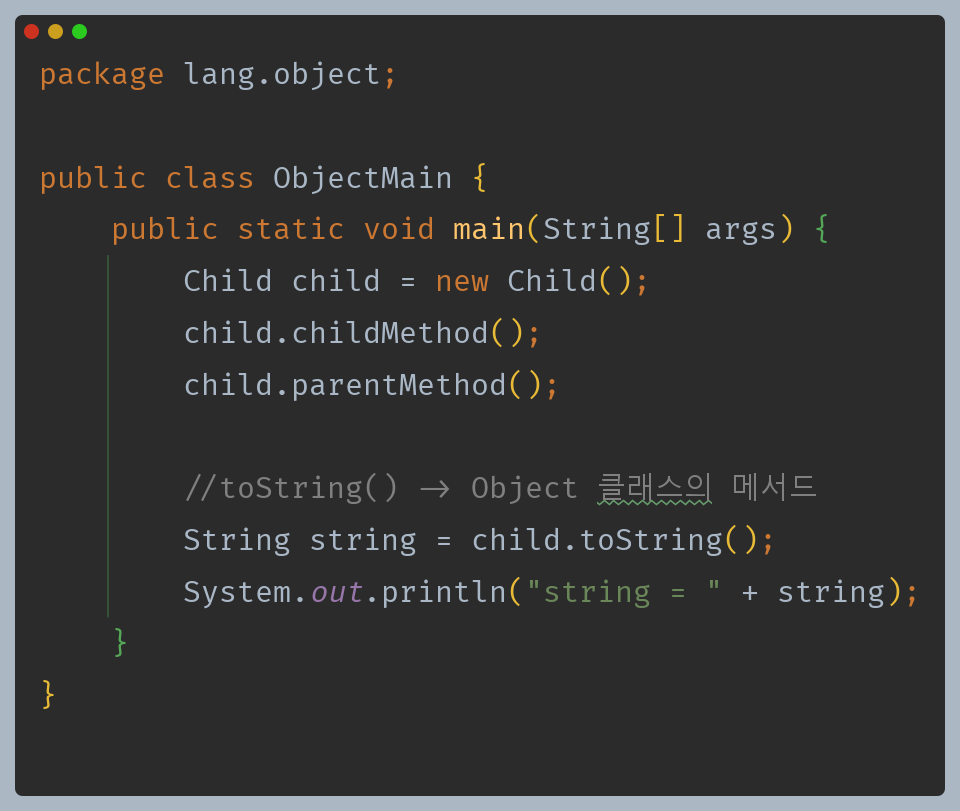 package lang.object;
public class ObjectMain {
public static void main(String[] args) {
Child child = new Child();
child.childMethod();
child.parentMethod();
//toString() -> Object 클래스의 메서드
String string = child.toString();
System.out.println("string = " + string);
}
}